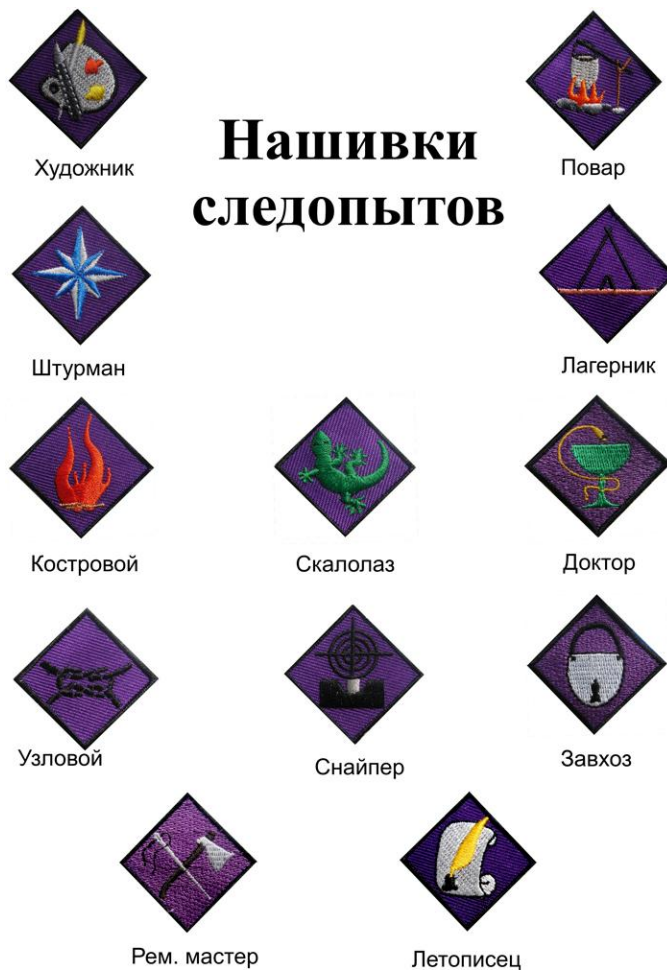 Нашивки
следопытов
Художник
Повар
Штурман
Лагерник
Костровой
Скалолаз
Доктор
Узловой
Снайпер
Завхоз
Рем. мастер
Летописец